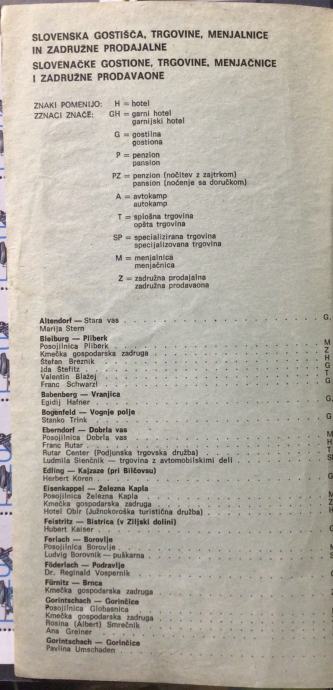 SLOVENSKA GOSTIŠČA, TRGOVINE, MENJALNICE
IN ZADRUŽNE PRODAJALNE
SLOVENAČKE GOSTIONE, TRGOVINE, MENJAČNICE
I ZADRUŽNE PRODAVAONE
ZNAKI POMENIJO: H = hotel
ZZNACI ZNAČE: GH = garni hotel
garnijski hotel
G = gostilna
gostiona
P = penzion
pansion
PZ = penzion (nočitev z zajtrkom)
pansion (noćenje sa doručkom)
A = avtokamp
autokamp
T = splošna trgovina
opšta trgovina
SP = specializirana trgovina
specijalizovana trgovina
M = menjalnica
menjačnica
Z = zadružna prodajalna
zadružna prodavaona
Altendorf — Stara vas G,
Marija Stern
Bleiburg — Pliberk
Posojilnica Pliberk M
Kmečka gospodarska zadruga Z
Štefan Breznik H
Ida Štefitz G
Valentin Blažej T
Franc Schwarzl
Babenberg — Vranjica
Egidij Hafner G,
Bogenfeld — Vognje polje
Stanko Trink G
Eberndorf — Dobrla vas
Posojilnica Dobrla vas M
Franc Rutar H
Rutar Center (Podjunska trgovska družba) T
Ludmila Sienčnik — trgovina z avtomobilskimi deli
Edling — Kajzaze (pri Bilčovsu)
Herbert Koren
Eisenkappel — Železna Kapla
Posojilnica Železna Kapla
Kmečka gospodarska zadruga
Hotel Obir (Južnokoroška turistična družba)
Feistritz — Bistrica (v Ziljski dolini)
Hubert Kaiser
Ferlach — Borovlje
Posojilnica Borovlje
Ludvig Borovnik — puškarna
Föderlach — Podravlje
Dr. Reginald Vospernik
Fürnitz — Brnca
Kmečka gospodarska zadruga
Gorintschach — Gorinčice
Posojilnica Globasnica
Kmečka gospodarska zadruga
Rosina (Albert) Smrečnik
Ana Greiner
Gorintschach — Gorinčiče
Pavlina Umschaden